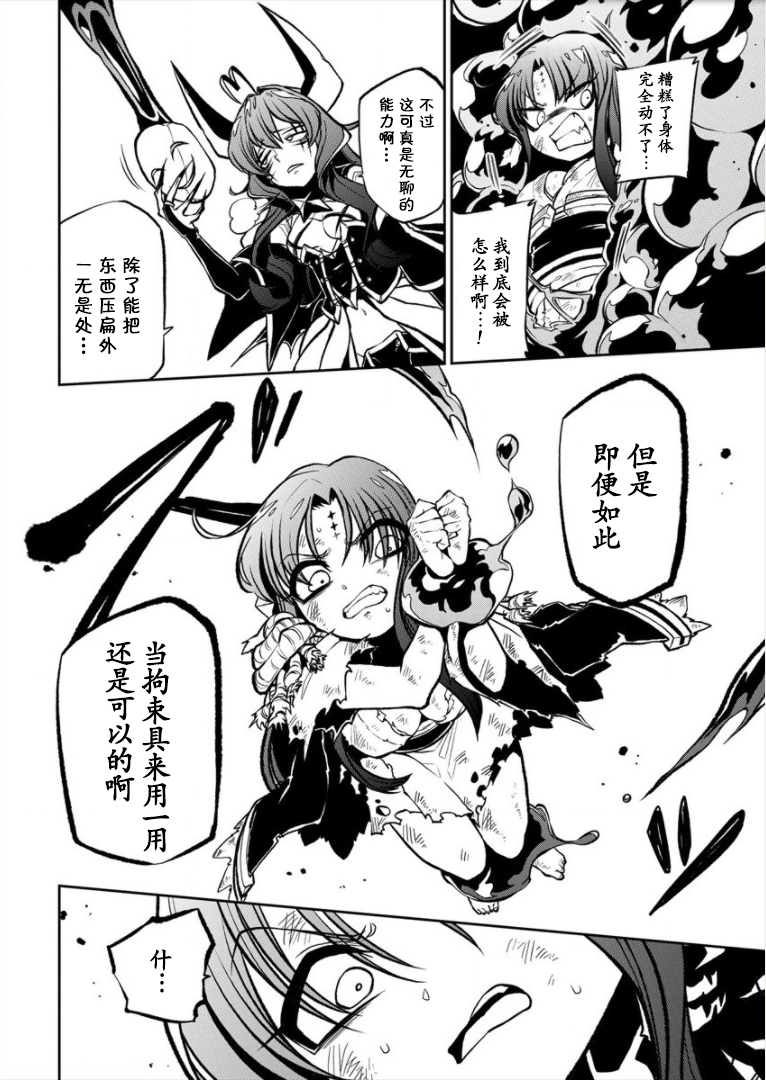 糟糕了身体
完全动不了…
我到底会被
怎么样啊…!
不过
这可真是无聊的
能力啊…
除了能把
东西压扁外
一无是处…
但是
即便如此
当拘束具来用一用
还是可以的啊
什…